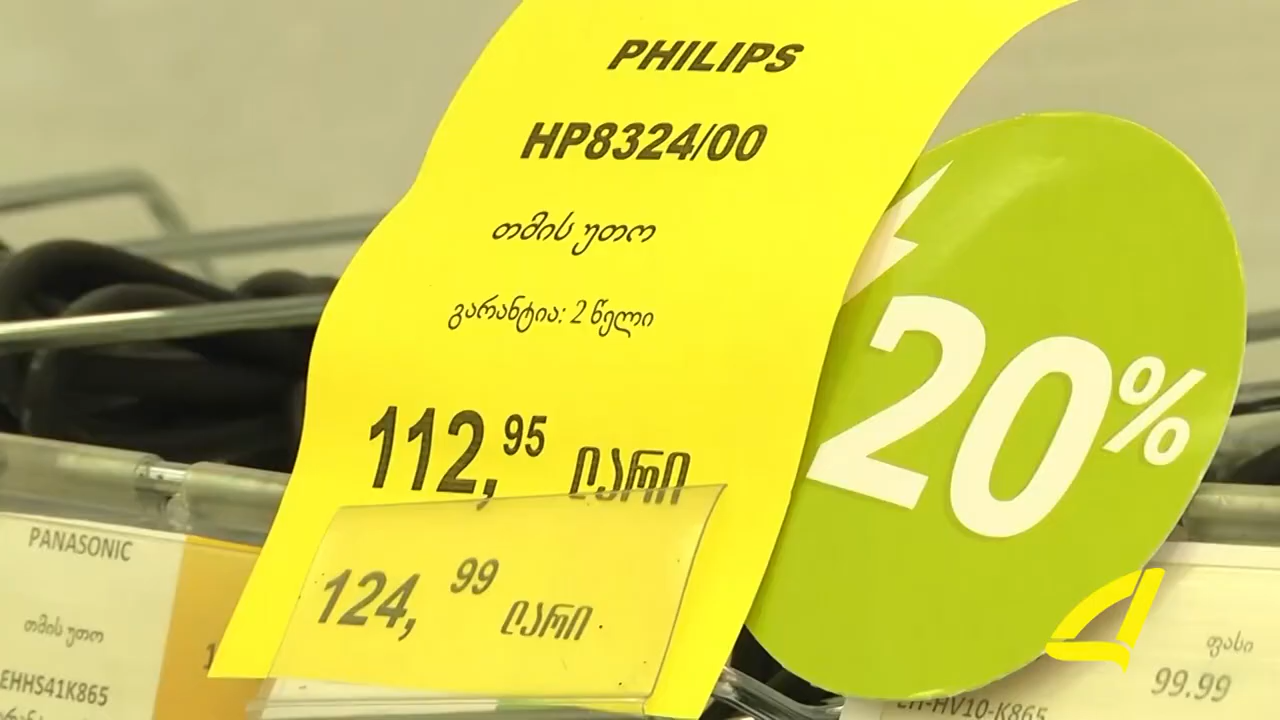 PHILIPS
HP8324/00
თმის უთო
გარანტია: 2 წელი
112,95 ლარი
124,99 ლარი
20%
PANASONIC
თმის უთო
EHHS41K865
ფასი
99.99